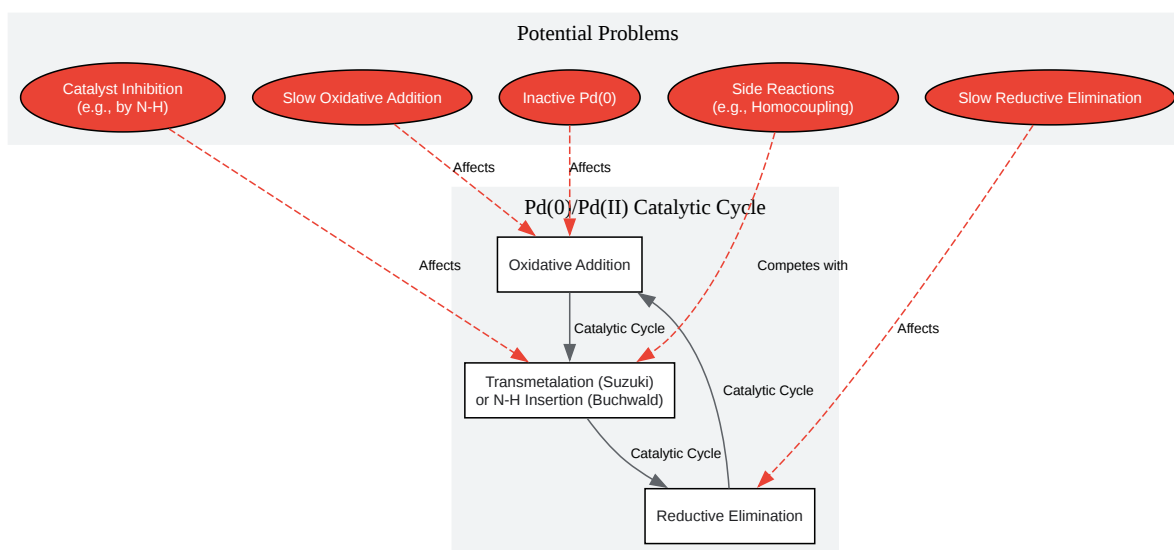 Potential Problems
Catalyst Inhibition
(e.g., by N-H)
Slow Oxidative Addition
Inactive Pd(0)
Side Reactions
(e.g., Homocoupling)
Slow Reductive Elimination
Affects
Affects
Pd(0)/Pd(II) Catalytic Cycle
Oxidative Addition
Affects
Competes with
Catalytic Cycle
Affects
Transmetalation (Suzuki)
or N-H Insertion (Buchwald)
Catalytic Cycle
Catalytic Cycle
Reductive Elimination